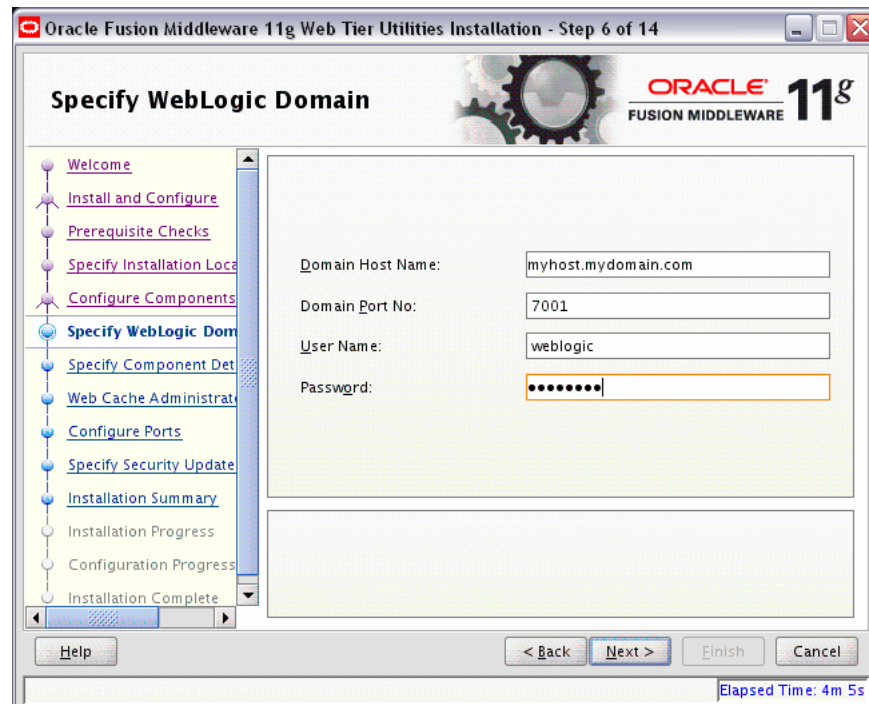 Oracle Fusion Middleware 11g Web Tier Utilities Installation - Step 6 of 14
Specify WebLogic Domain
ORACLE
FUSION MIDDLEWARE
11g
Welcome
Install and Configure
Prerequisite Checks
Specify Installation Loca
Configure Components
Specify WebLogic Dom
Specify Component Det
Web Cache Administrat
Configure Ports
Specify Security Update
Installation Summary
Installation Progress
Configuration Progress
Installation Complete
Domain Host Name: myhost.mydomain.com
Domain Port No: 7001
User Name: weblogic
Password: ••••••••
Help
< Back
Next >
Finish
Cancel
Elapsed Time: 4m 5s